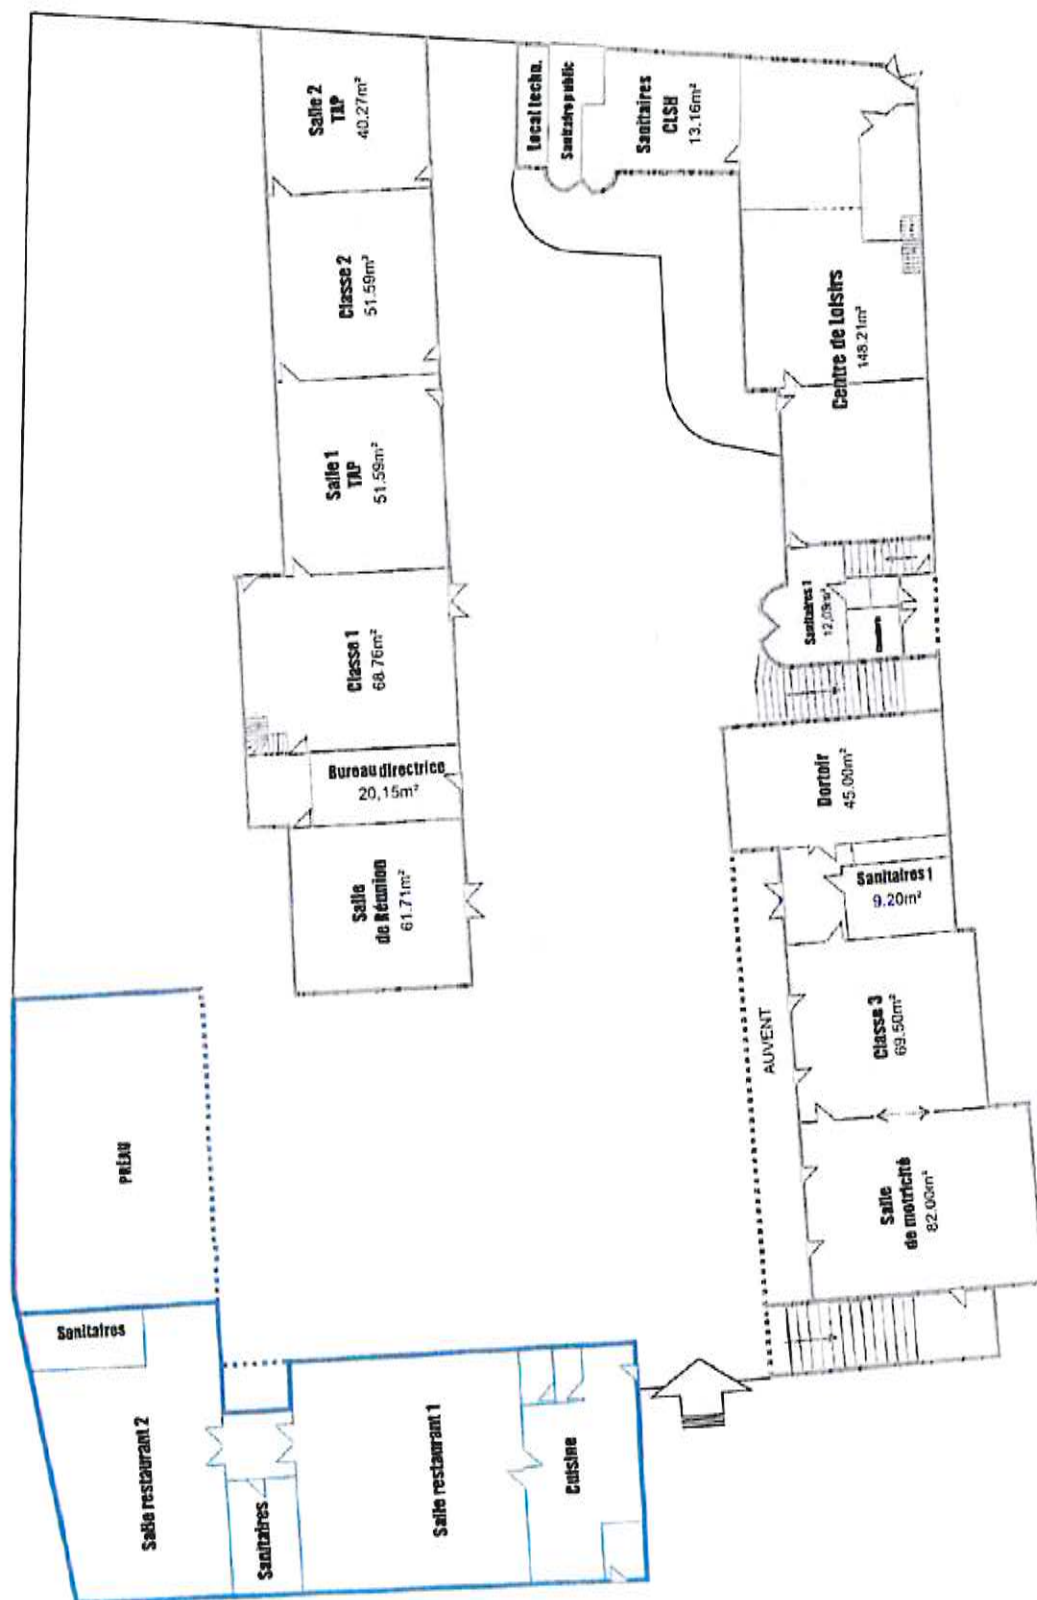 Salle 2
TAP
40.27m²
Classe 2
51.59m²
Salle 1
TAP
51.59m²
Classe 1
68.76m²
Bureau directrice
20,15m²
Salle
de Réunion
61.71m²
Local techn.
Sanitaire public
Sanitaires
CLSH
13.16m²
Centre de Loisirs
148.21m²
Sanitaires 1
12,09m²
Dortoir
45.00m²
Sanitaires 1
9.20m²
Classe 3
69.50m²
AUVENT
Salle
de motricité
82.00m²
PRÉAU
Sanitaires
Salle restaurant 2
Sanitaires
Salle restaurant 1
Cuisine